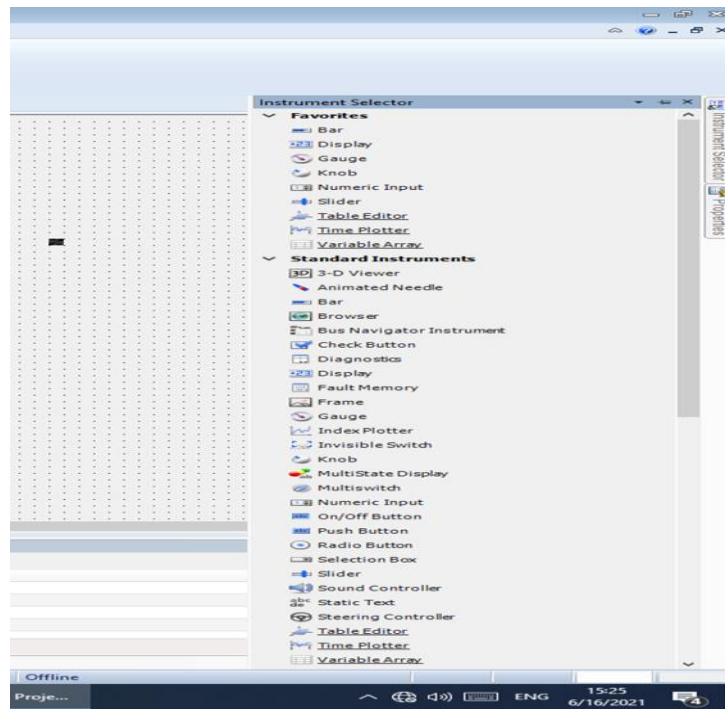 Instrument Selector
Favorites
Bar
Display
Gauge
Knob
Numeric Input
Slider
Table Editor
Time Plotter
Variable Array
Standard Instruments
3D 3-D Viewer
Animated Needle
Bar
Browser
Bus Navigator Instrument
Check Button
Diagnostics
Display
Fault Memory
Frame
Gauge
Index Plotter
Invisible Switch
Knob
MultiState Display
Multiswitch
Numeric Input
On/Off Button
Push Button
Radio Button
Selection Box
Slider
Sound Controller
abc de Static Text
Steering Controller
Table Editor
Time Plotter
Variable Array
Instrument Selector
Properties
Offline
Proje...
ENG
15:25
6/16/2021
4